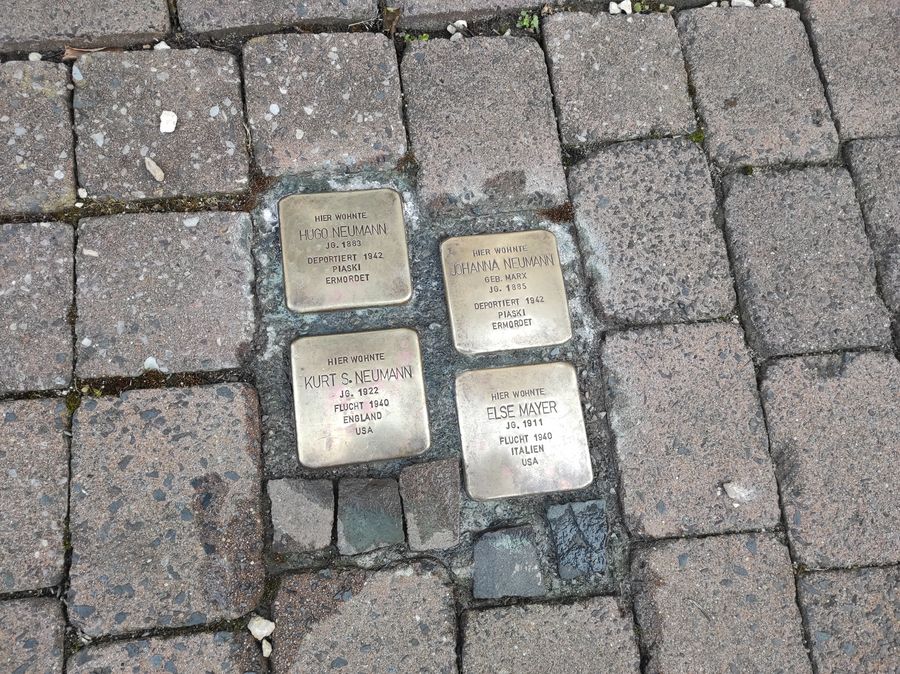 HIER WOHNTE
HUGO NEUMANN
JG. 1883
DEPORTIERT 1942
PIASKI
ERMORDET
HIER WOHNTE
JOHANNA NEUMANN
GEB. MARX
JG. 1885
DEPORTIERT 1942
PIASKI
ERMORDET
HIER WOHNTE
KURT S. NEUMANN
JG. 1922
FLUCHT 1940
ENGLAND
USA
HIER WOHNTE
ELSE MAYER
JG. 1911
FLUCHT 1940
ITALIEN
USA